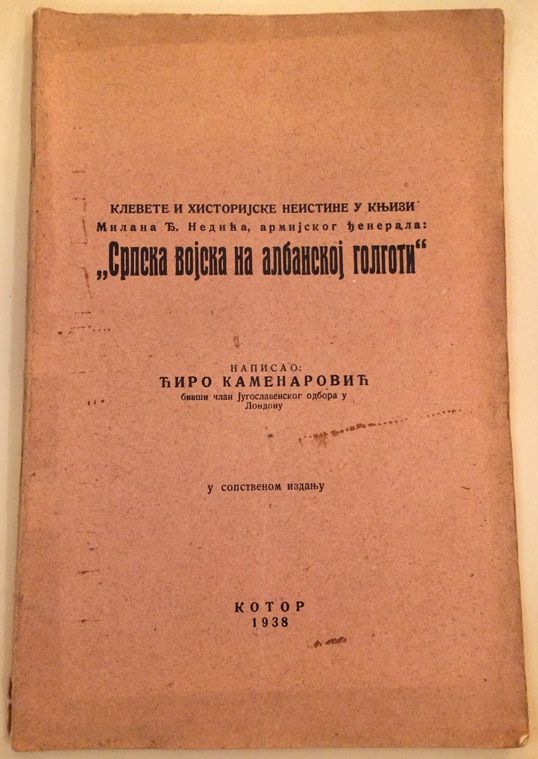 КЛЕВЕТЕ И ХИСТОРИЈСКЕ НЕИСТИНЕ У КЊИЗИ
Милана Ђ. Недића, армијског ђенерала:
„Српска војска на албанској голготи“
НАПИСАО:
ЋИРО КАМЕНАРОВИЋ
бивши члан Југославенског одбора у
Лондону
у сопственом издању
КОТОР
1938